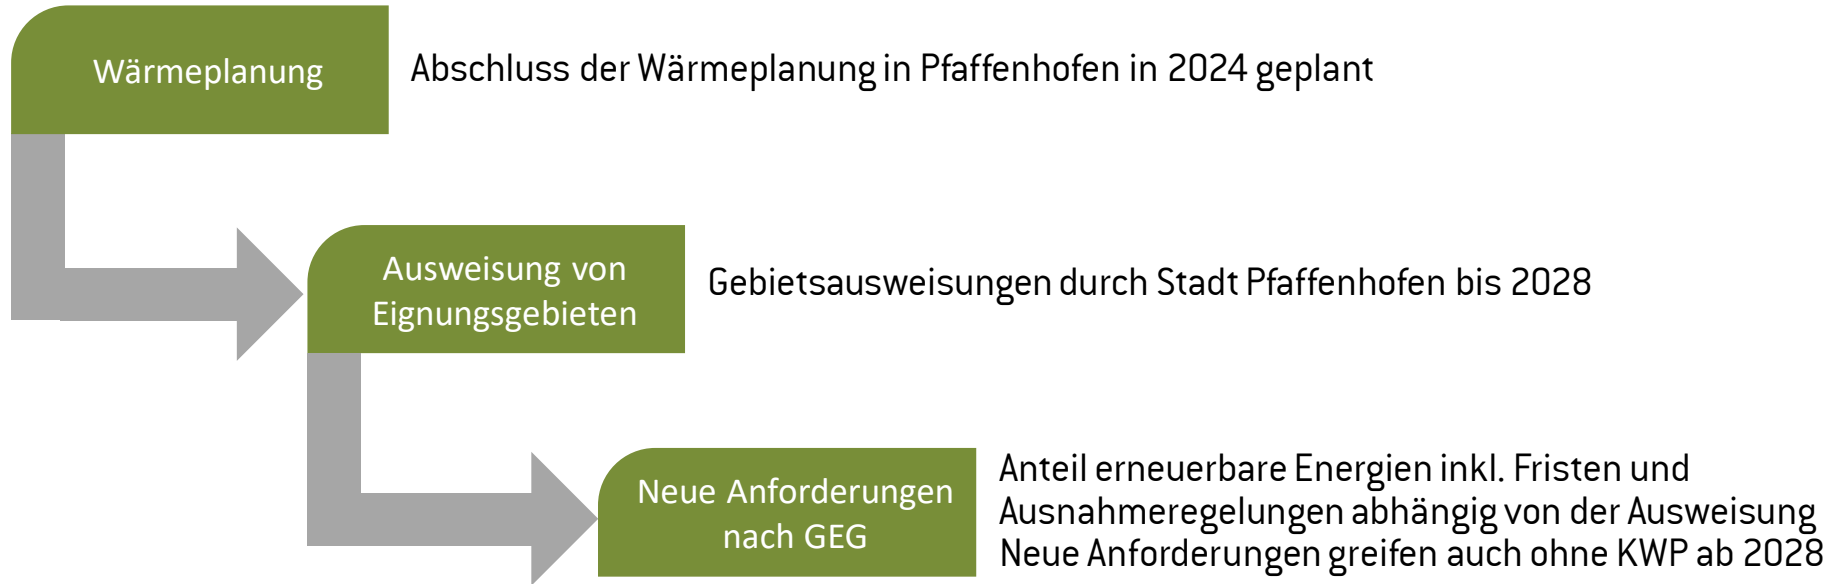 Wärmeplanung
Abschluss der Wärmeplanung in Pfaffenhofen in 2024 geplant
Ausweisung von
Eignungsgebieten
Gebietsausweisungen durch Stadt Pfaffenhofen bis 2028
Neue Anforderungen
nach GEG
Anteil erneuerbare Energien inkl. Fristen und
Ausnahmeregelungen abhängig von der Ausweisung
Neue Anforderungen greifen auch ohne KWP ab 2028